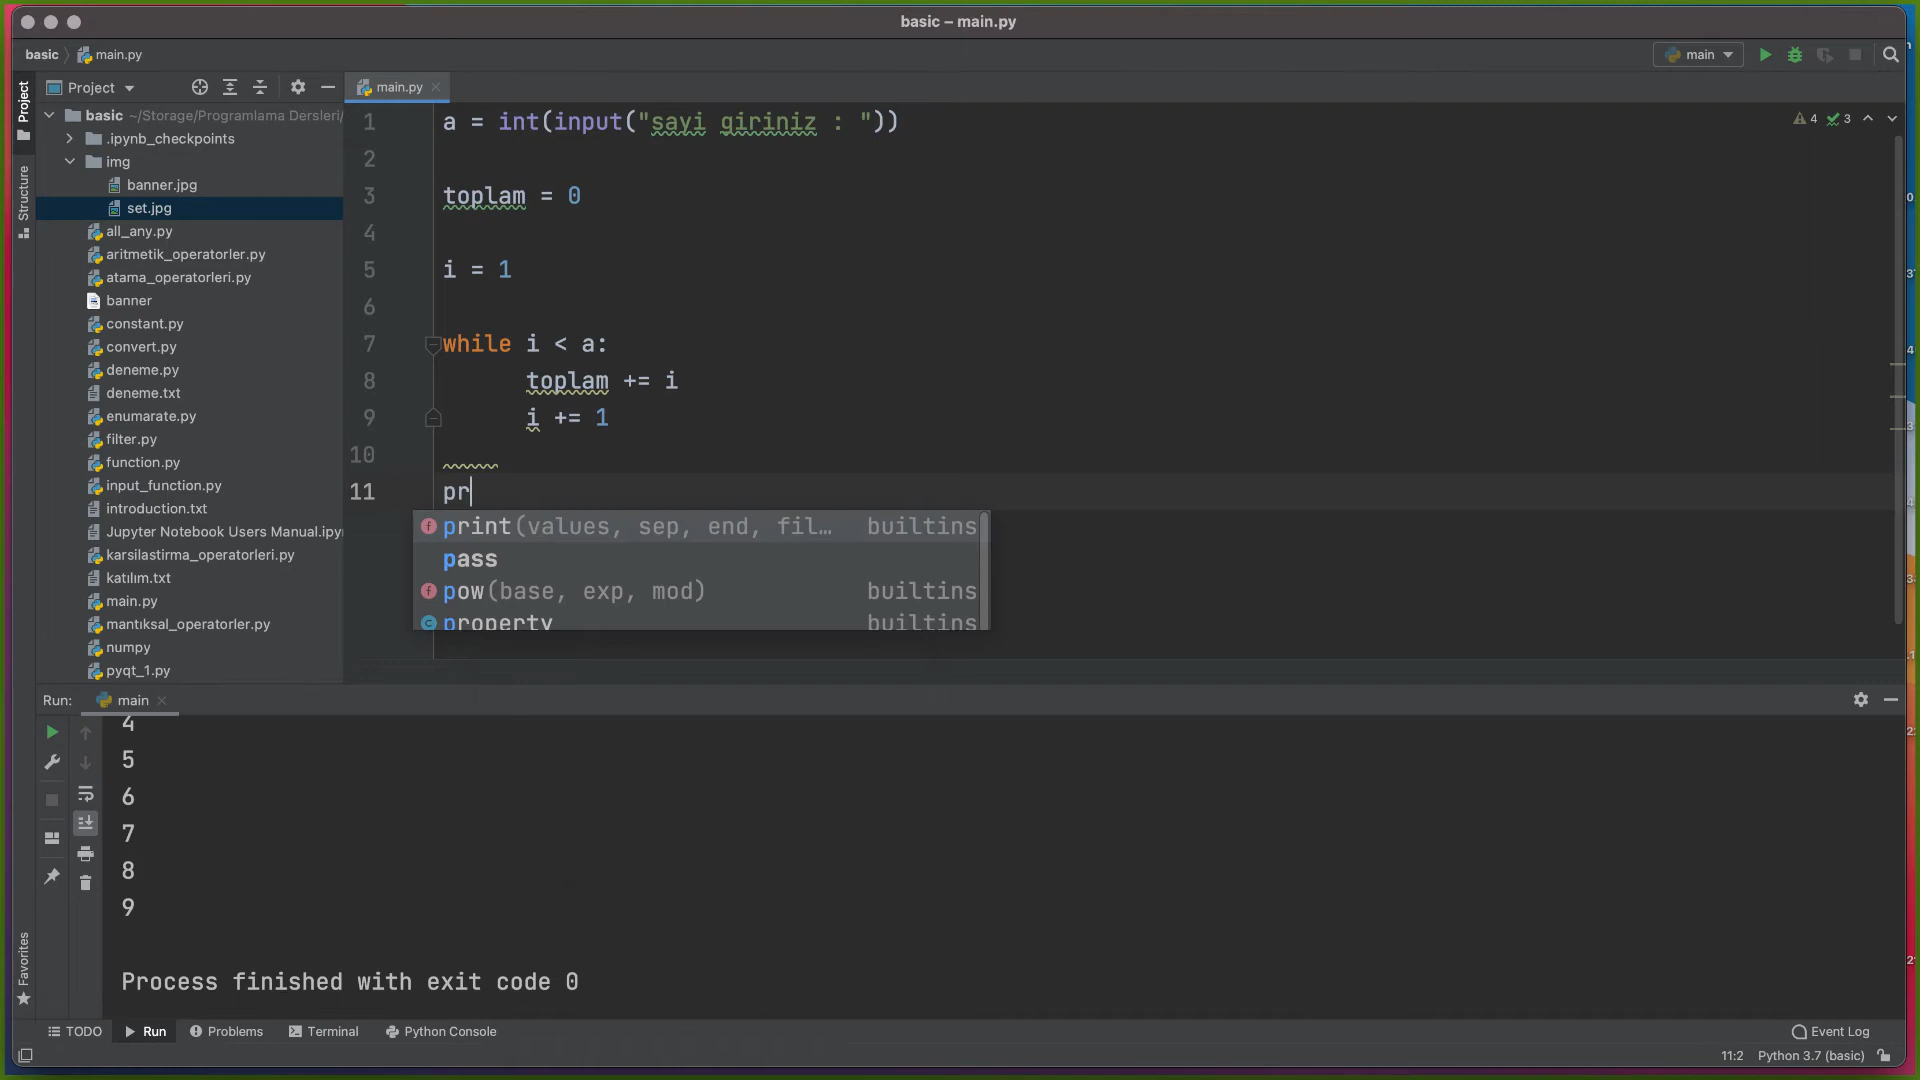 basic – main.py
basic
main.py
main
Project
main.py
4
3
basic ~/Storage/Programlama Dersleri/
.ipynb_checkpoints
img
banner.jpg
set.jpg
all_any.py
aritmetik_operatorler.py
atama_operatorleri.py
banner
constant.py
convert.py
deneme.py
deneme.txt
enumarate.py
filter.py
function.py
input_function.py
introduction.txt
Jupyter Notebook Users Manual.ipy
karsilastirma_operatorleri.py
katılım.txt
main.py
mantıksal_operatorler.py
numpy
pyqt_1.py
Project
Structure
Favorites
1 a = int(input("sayi giriniz : "))
2
3 toplam = 0
4
5 i = 1
6
7 while i < a:
8 toplam += i
9 i += 1
10
11 pr
print(values, sep, end, fil… builtins
pass
pow(base, exp, mod) builtins
property builtins
Run: main
4
5
6
7
8
9
Process finished with exit code 0
TODO Run Problems Terminal Python Console Event Log
11:2 Python 3.7 (basic)